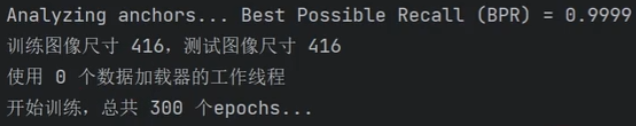 Analyzing anchors... Best Possible Recall (BPR) = 0.9999
训练图像尺寸 416，测试图像尺寸 416
使用 0 个数据加载器的工作线程
开始训练，总共 300 个epochs...